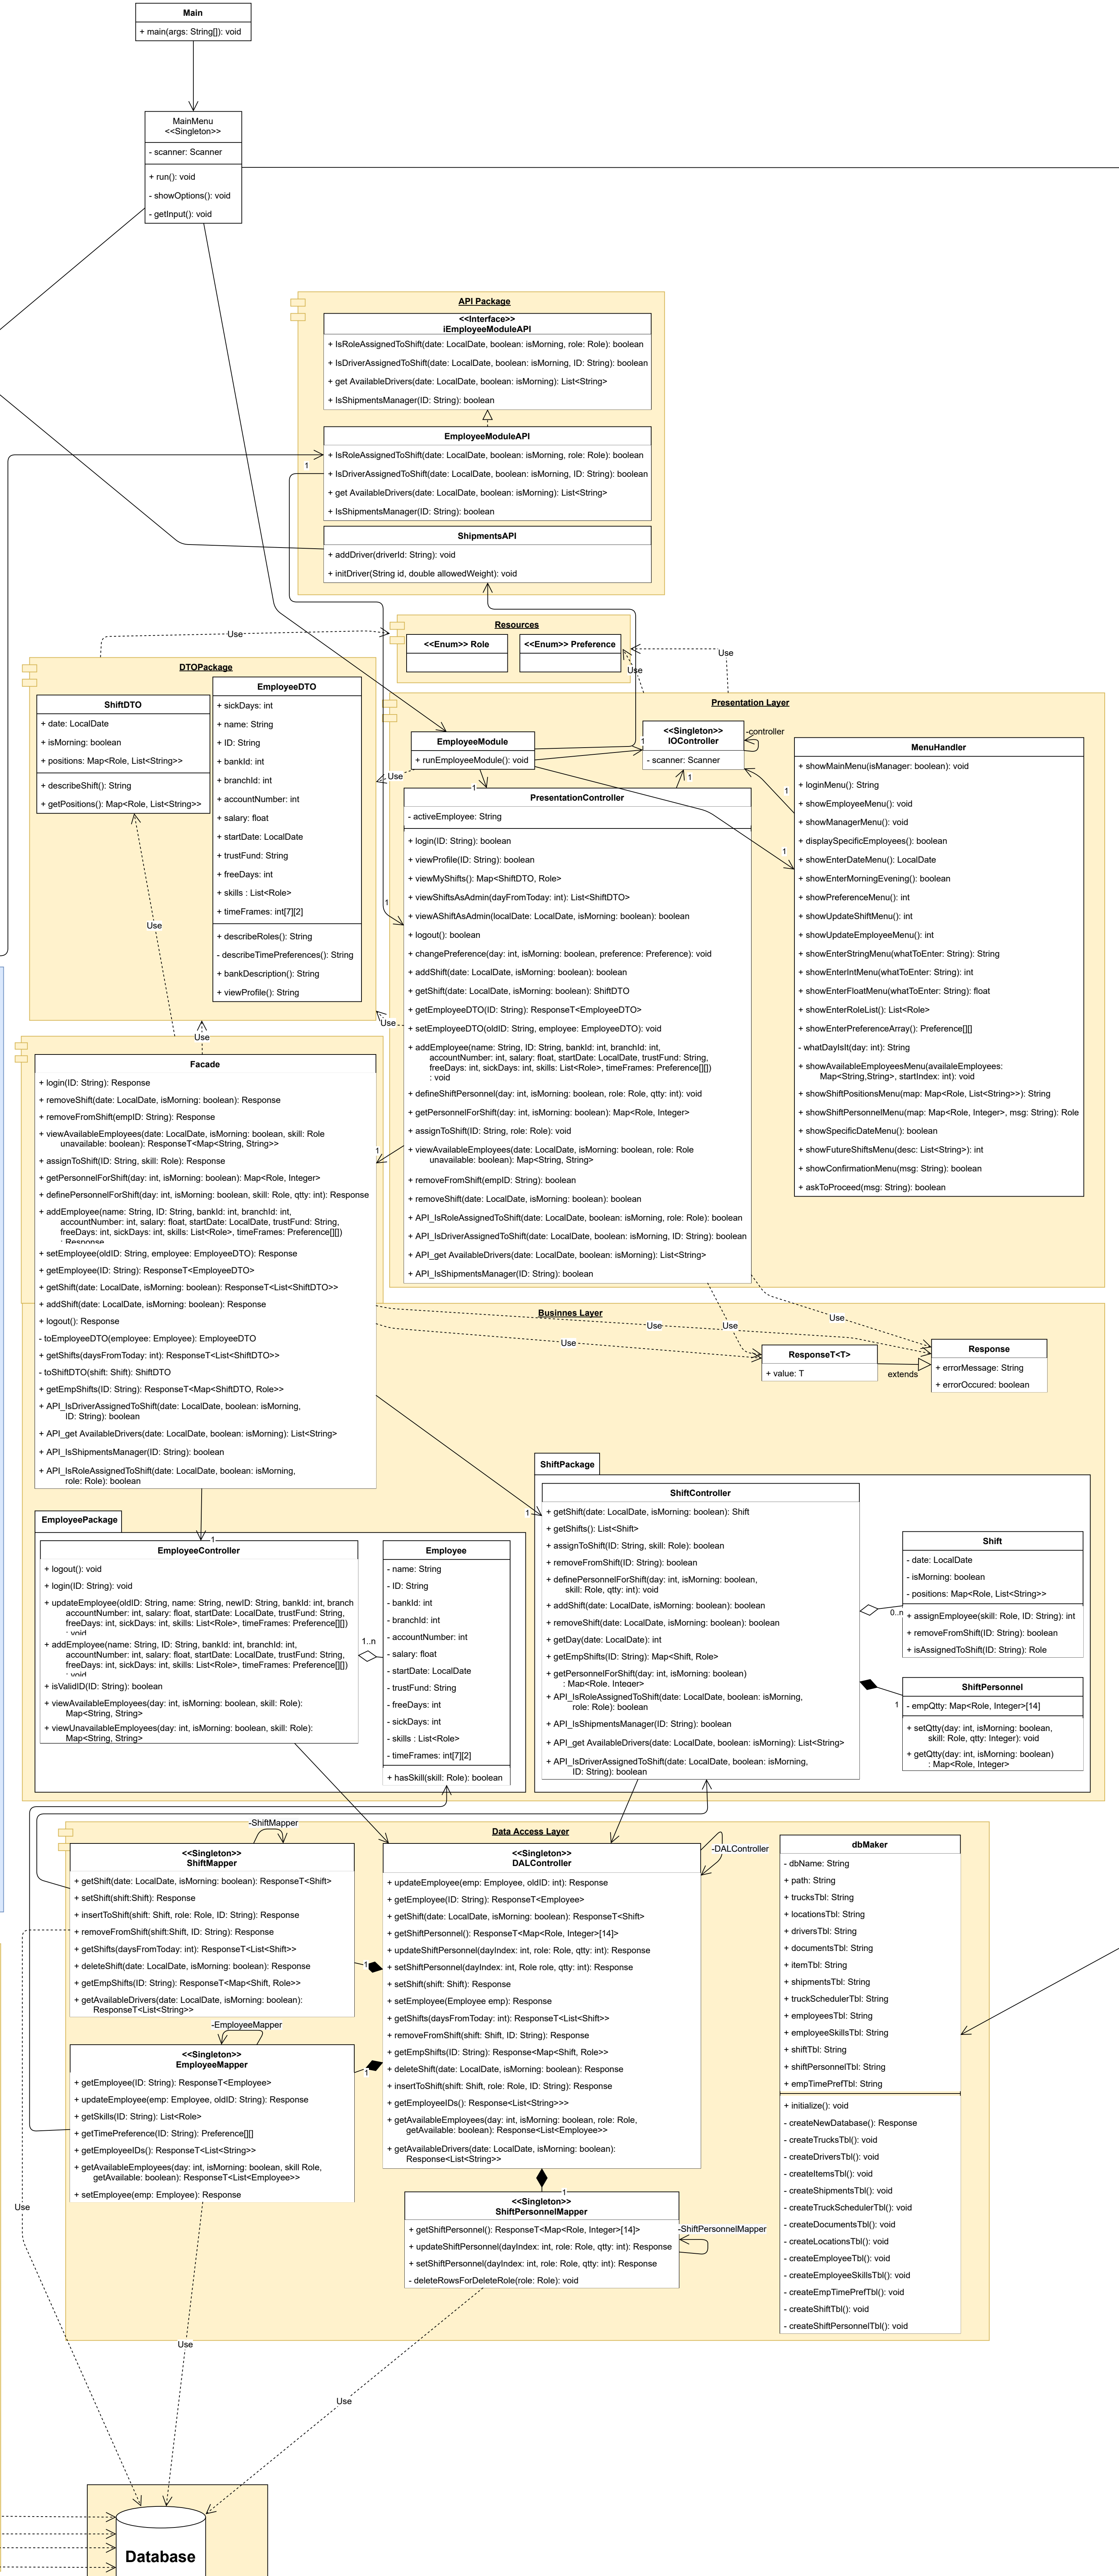 Main
+ main(args: String[]): void
MainMenu
<<Singleton>>
- scanner: Scanner
+ run(): void
- showOptions(): void
- getInput(): void
API Package
<<Interface>>
iEmployeeModuleAPI
+ IsRoleAssignedToShift(date: LocalDate, boolean: isMorning, role: Role): boolean
+ IsDriverAssignedToShift(date: LocalDate, boolean: isMorning, ID: String): boolean
+ get AvailableDrivers(date: LocalDate, boolean: isMorning): List<String>
+ IsShipmentsManager(ID: String): boolean
EmployeeModuleAPI
+ IsRoleAssignedToShift(date: LocalDate, boolean: isMorning, role: Role): boolean
1
+ IsDriverAssignedToShift(date: LocalDate, boolean: isMorning, ID: String): boolean
+ get AvailableDrivers(date: LocalDate, boolean: isMorning): List<String>
+ IsShipmentsManager(ID: String): boolean
ShipmentsAPI
+ addDriver(driverId: String): void
+ initDriver(String id, double allowedWeight): void
Resources
<<Enum>> Role
<<Enum>> Preference
Use
Use
Use
DTOPackage
ShiftDTO
+ date: LocalDate
+ isMorning: boolean
+ positions: Map<Role, List<String>>
+ describeShift(): String
+ getPositions(): Map<Role, List<String>>
EmployeeDTO
+ sickDays: int
+ name: String
+ ID: String
+ bankId: int
+ branchId: int
+ accountNumber: int
+ salary: float
+ startDate: LocalDate
+ trustFund: String
+ freeDays: int
+ skills : List<Role>
+ timeFrames: int[7][2]
+ describeRoles(): String
- describeTimePreferences(): String
+ bankDescription(): String
+ viewProfile(): String
Use
Use
Use
Use
Presentation Layer
EmployeeModule
+ runEmployeeModule(): void
1
<<Singleton>>
IOController
- scanner: Scanner
-controller
1
1
1
1
1
PresentationController
- activeEmployee: String
+ login(ID: String): boolean
+ viewProfile(ID: String): boolean
+ viewMyShifts(): Map<ShiftDTO, Role>
+ viewShiftsAsAdmin(dayFromToday: int): List<ShiftDTO>
+ viewAShiftAsAdmin(localDate: LocalDate, isMorning: boolean): boolean
+ logout(): boolean
+ changePreference(day: int, isMorning: boolean, preference: Preference): void
+ addShift(date: LocalDate, isMorning: boolean): boolean
+ getShift(date: LocalDate, isMorning: boolean): ShiftDTO
+ getEmployeeDTO(ID: String): ResponseT<EmployeeDTO>
+ setEmployeeDTO(oldID: String, employee: EmployeeDTO): void
+ addEmployee(name: String, ID: String, bankId: int, branchId: int,
accountNumber: int, salary: float, startDate: LocalDate, trustFund: String,
freeDays: int, sickDays: int, skills: List<Role>, timeFrames: Preference[][])
: void
+ defineShiftPersonnel(day: int, isMorning: boolean, role: Role, qtty: int): void
+ getPersonnelForShift(day: int, isMorning: boolean): Map<Role, Integer>
+ assignToShift(ID: String, role: Role): void
+ viewAvailableEmployees(date: LocalDate, isMorning: boolean, role: Role
unavailable: boolean): Map<String, String>
+ removeFromShift(empID: String): boolean
+ removeShift(date: LocalDate, isMorning: boolean): boolean
+ API_IsRoleAssignedToShift(date: LocalDate, boolean: isMorning, role: Role): boolean
+ API_IsDriverAssignedToShift(date: LocalDate, boolean: isMorning, ID: String): boolean
+ API_get AvailableDrivers(date: LocalDate, boolean: isMorning): List<String>
+ API_IsShipmentsManager(ID: String): boolean
MenuHandler
+ showMainMenu(isManager: boolean): void
+ loginMenu(): String
+ showEmployeeMenu(): void
+ showManagerMenu(): void
+ displaySpecificEmployees(): boolean
+ showEnterDateMenu(): LocalDate
+ showEnterMorningEvening(): boolean
+ showPreferenceMenu(): int
+ showUpdateShiftMenu(): int
+ showUpdateEmployeeMenu(): int
+ showEnterStringMenu(whatToEnter: String): String
+ showEnterIntMenu(whatToEnter: String): int
+ showEnterFloatMenu(whatToEnter: String): float
+ showEnterRoleList(): List<Role>
+ showEnterPreferenceArray(): Preference[][]
- whatDayIsIt(day: int): String
+ showAvailableEmployeesMenu(availaleEmployees:
Map<String,String>, startIndex: int): void
+ showShiftPositionsMenu(map: Map<Role, List<String>>): String
+ showShiftPersonnelMenu(map: Map<Role, Integer>, msg: String): Role
+ showSpecificDateMenu(): boolean
+ showFutureShiftsMenu(desc: List<String>): int
+ showConfirmationMenu(msg: String): boolean
+ askToProceed(msg: String): boolean
Facade
+ login(ID: String): Response
+ removeShift(date: LocalDate, isMorning: boolean): Response
+ removeFromShift(empID: String): Response
+ viewAvailableEmployees(date: LocalDate, isMorning: boolean, skill: Role
unavailable: boolean): ResponseT<Map<String, String>>
+ assignToShift(ID: String, skill: Role): Response
+ getPersonnelForShift(day: int, isMorning: boolean): Map<Role, Integer>
+ definePersonnelForShift(day: int, isMorning: boolean, skill: Role, qtty: int): Response
+ addEmployee(name: String, ID: String, bankId: int, branchId: int,
accountNumber: int, salary: float, startDate: LocalDate, trustFund: String,
freeDays: int, sickDays: int, skills: List<Role>, timeFrames: Preference[][])
: Response
+ setEmployee(oldID: String, employee: EmployeeDTO): Response
+ getEmployee(ID: String): ResponseT<EmployeeDTO>
+ getShift(date: LocalDate, isMorning: boolean): ResponseT<List<ShiftDTO>>
+ addShift(date: LocalDate, isMorning: boolean): Response
+ logout(): Response
- toEmployeeDTO(employee: Employee): EmployeeDTO
+ getShifts(daysFromToday: int): ResponseT<List<ShiftDTO>>
- toShiftDTO(shift: Shift): ShiftDTO
+ getEmpShifts(ID: String): ResponseT<Map<ShiftDTO, Role>>
+ API_IsDriverAssignedToShift(date: LocalDate, boolean: isMorning,
ID: String): boolean
+ API_get AvailableDrivers(date: LocalDate, boolean: isMorning): List<String>
+ API_IsShipmentsManager(ID: String): boolean
+ API_IsRoleAssignedToShift(date: LocalDate, boolean: isMorning,
role: Role): boolean
1
Businnes Layer
Use
Use
Use
Use
ResponseT<T>
+ value: T
extends
Response
+ errorMessage: String
+ errorOccured: boolean
EmployeePackage
1
EmployeeController
+ logout(): void
+ login(ID: String): void
+ updateEmployee(oldID: String, name: String, newID: String, bankId: int, branch
accountNumber: int, salary: float, startDate: LocalDate, trustFund: String,
freeDays: int, sickDays: int, skills: List<Role>, timeFrames: Preference[][])
: void
+ addEmployee(name: String, ID: String, bankId: int, branchId: int,
accountNumber: int, salary: float, startDate: LocalDate, trustFund: String,
freeDays: int, sickDays: int, skills: List<Role>, timeFrames: Preference[][])
: void
+ isValidID(ID: String): boolean
+ viewAvailableEmployees(day: int, isMorning: boolean, skill: Role):
Map<String, String>
+ viewUnavailableEmployees(day: int, isMorning: boolean, skill: Role):
Map<String, String>
1..n
Employee
- name: String
- ID: String
- bankId: int
- branchId: int
- accountNumber: int
- salary: float
- startDate: LocalDate
- trustFund: String
- freeDays: int
- sickDays: int
- skills : List<Role>
- timeFrames: int[7][2]
+ hasSkill(skill: Role): boolean
ShiftPackage
1
ShiftController
+ getShift(date: LocalDate, isMorning: boolean): Shift
+ getShifts(): List<Shift>
+ assignToShift(ID: String, skill: Role): boolean
+ removeFromShift(ID: String): boolean
+ definePersonnelForShift(day: int, isMorning: boolean,
skill: Role, qtty: int): void
+ addShift(date: LocalDate, isMorning: boolean): boolean
+ removeShift(date: LocalDate, isMorning: boolean): boolean
+ getDay(date: LocalDate): int
+ getEmpShifts(ID: String): Map<Shift, Role>
+ getPersonnelForShift(day: int, isMorning: boolean)
: Map<Role, Integer>
+ API_IsRoleAssignedToShift(date: LocalDate, boolean: isMorning,
role: Role): boolean
+ API_IsShipmentsManager(ID: String): boolean
+ API_get AvailableDrivers(date: LocalDate, boolean: isMorning): List<String>
+ API_IsDriverAssignedToShift(date: LocalDate, boolean: isMorning,
ID: String): boolean
0..n
1
Shift
- date: LocalDate
- isMorning: boolean
- positions: Map<Role, List<String>>
+ assignEmployee(skill: Role, ID: String): int
+ removeFromShift(ID: String): boolean
+ isAssignedToShift(ID: String): Role
ShiftPersonnel
- empQtty: Map<Role, Integer>[14]
+ setQtty(day: int, isMorning: boolean,
skill: Role, qtty: Integer): void
+ getQtty(day: int, isMorning: boolean)
: Map<Role, Integer>
Data Access Layer
-ShiftMapper
<<Singleton>>
ShiftMapper
+ getShift(date: LocalDate, isMorning: boolean): ResponseT<Shift>
+ setShift(shift:Shift): Response
+ insertToShift(shift: Shift, role: Role, ID: String): Response
+ removeFromShift(shift:Shift, ID: String): Response
+ getShifts(daysFromToday: int): ResponseT<List<Shift>>
+ deleteShift(date: LocalDate, isMorning: boolean): Response
+ getEmpShifts(ID: String): ResponseT<Map<Shift, Role>>
+ getAvailableDrivers(date: LocalDate, isMorning: boolean):
ResponseT<List<String>>
1
-EmployeeMapper
<<Singleton>>
EmployeeMapper
+ getEmployee(ID: String): ResponseT<Employee>
+ updateEmployee(emp: Employee, oldID: String): Response
+ getSkills(ID: String): List<Role>
+ getTimePreference(ID: String): Preference[][]
+ getEmployeeIDs(): ResponseT<List<String>>
+ getAvailableEmployees(day: int, isMorning: boolean, skill Role,
getAvailable: boolean): ResponseT<List<Employee>>
+ setEmployee(emp: Employee): Response
1
<<Singleton>>
DALController
-DALController
+ updateEmployee(emp: Employee, oldID: int): Response
+ getEmployee(ID: String): ResponseT<Employee>
+ getShift(date: LocalDate, isMorning: boolean): ResponseT<Shift>
+ getShiftPersonnel(): ResponseT<Map<Role, Integer>[14]
+ updateShiftPersonnel(dayIndex: int, role: Role, qtty: int): Response
+ setShiftPersonnel(dayIndex: int, Role role, qtty: int): Response
+ setShift(shift: Shift): Response
+ setEmployee(Employee emp): Response
+ getShifts(daysFromToday: int): ResponseT<List<Shift>>
+ removeFromShift(shift: Shift, ID: String): Response
+ getEmpShifts(ID: String): Response<Map<Shift, Role>>
+ deleteShift(date: LocalDate, isMorning: boolean): Response
+ insertToShift(shift: Shift, role: Role, ID: String): Response
+ getEmployeeIDs(): Response<List<String>>>
+ getAvailableEmployees(day: int, isMorning: boolean, role: Role,
getAvailable: boolean): Response<List<Employee>>
+ getAvailableDrivers(date: LocalDate, isMorning: boolean):
Response<List<String>>
1
<<Singleton>>
ShiftPersonnelMapper
+ getShiftPersonnel(): ResponseT<Map<Role, Integer>[14]>
+ updateShiftPersonnel(dayIndex: int, role: Role, qtty: int): Response
+ setShiftPersonnel(dayIndex: int, role: Role, qtty: int): Response
- deleteRowsForDeleteRole(role: Role): void
-ShiftPersonnelMapper
dbMaker
- dbName: String
- path: String
- trucksTbl: String
- locationsTbl: String
- driversTbl: String
- documentsTbl: String
- itemTbl: String
- shipmentsTbl: String
- truckSchedulerTbl: String
- employeesTbl: String
- employeeSkillsTbl: String
- shiftTbl: String
- shiftPersonnelTbl: String
- empTimePrefTbl: String
+ initialize(): void
- createNewDatabase(): Response
- createTrucksTbl(): void
- createDriversTbl(): void
- createItemsTbl(): void
- createShipmentsTbl(): void
- createTruckSchedulerTbl(): void
- createDocumentsTbl(): void
- createLocationsTbl(): void
- createEmployeeTbl(): void
- createEmployeeSkillsTbl(): void
- createEmpTimePrefTbl(): void
- createShiftTbl(): void
- createShiftPersonnelTbl(): void
Use
Use
Use
Database